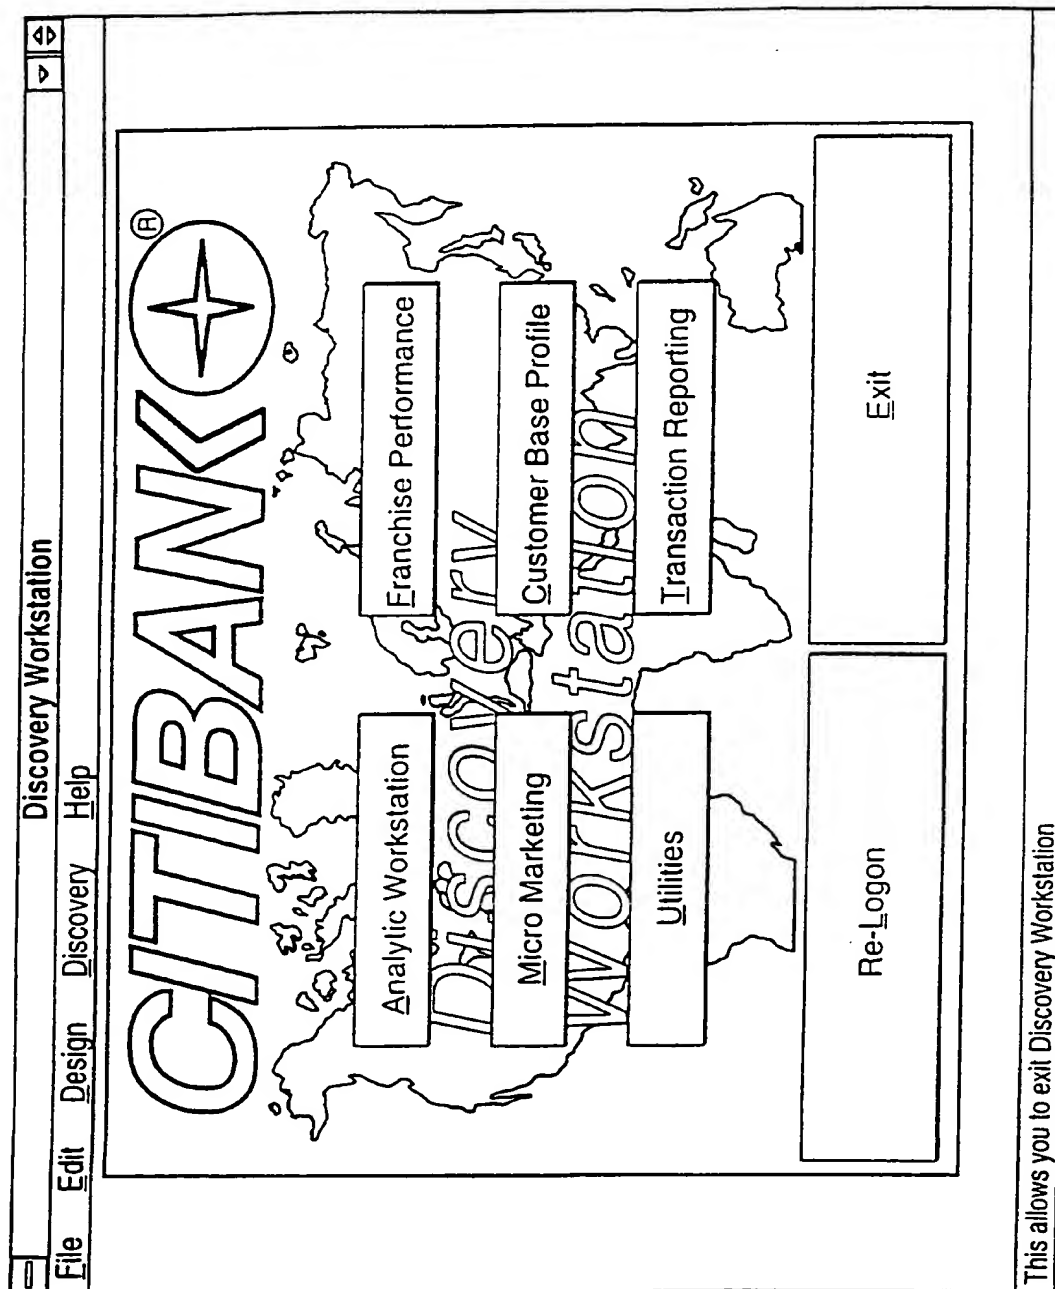 Discovery Workstation
File Edit Design Discovery Help
CITIBANK ®
Analytic Workstation Franchise Performance
Discovery
Micro Marketing Customer Base Profile
Workstation
Utilities Transaction Reporting
Re-Logon Exit
This allows you to exit Discovery Workstation